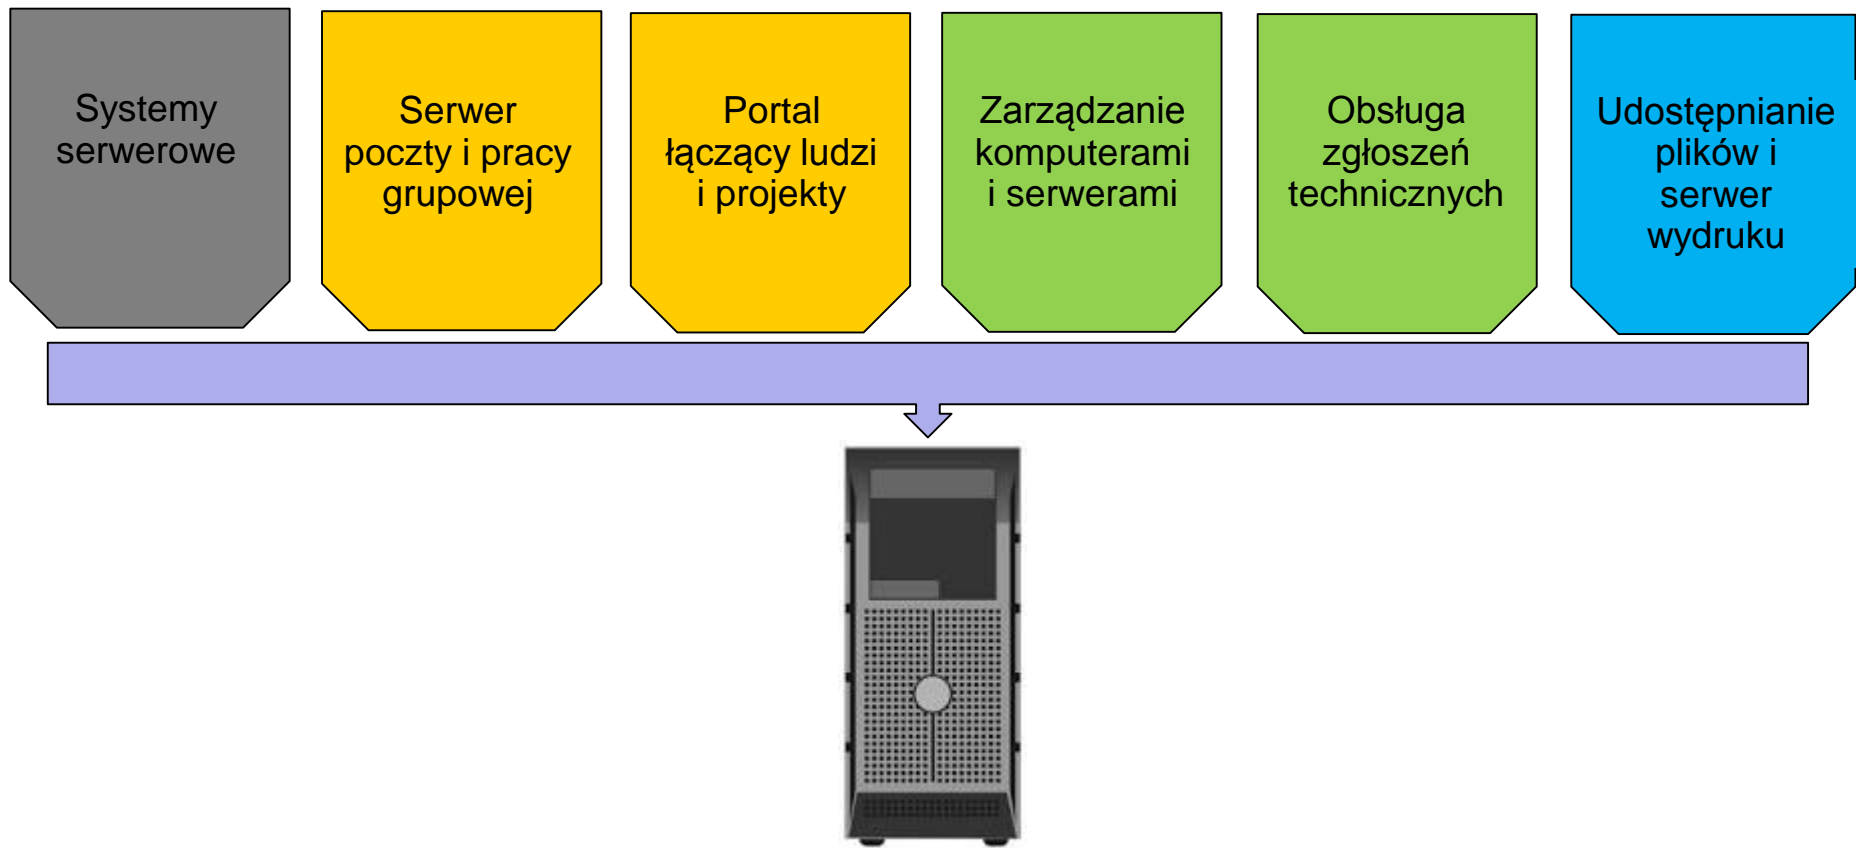 Systemy
serwerowe
Serwer
poczty i pracy
grupowej
Portal
łączący ludzi
i projekty
Zarządzanie
komputerami
i serwerami
Obsługa
zgłoszeń
technicznych
Udostępnianie
plików i
serwer
wydruku